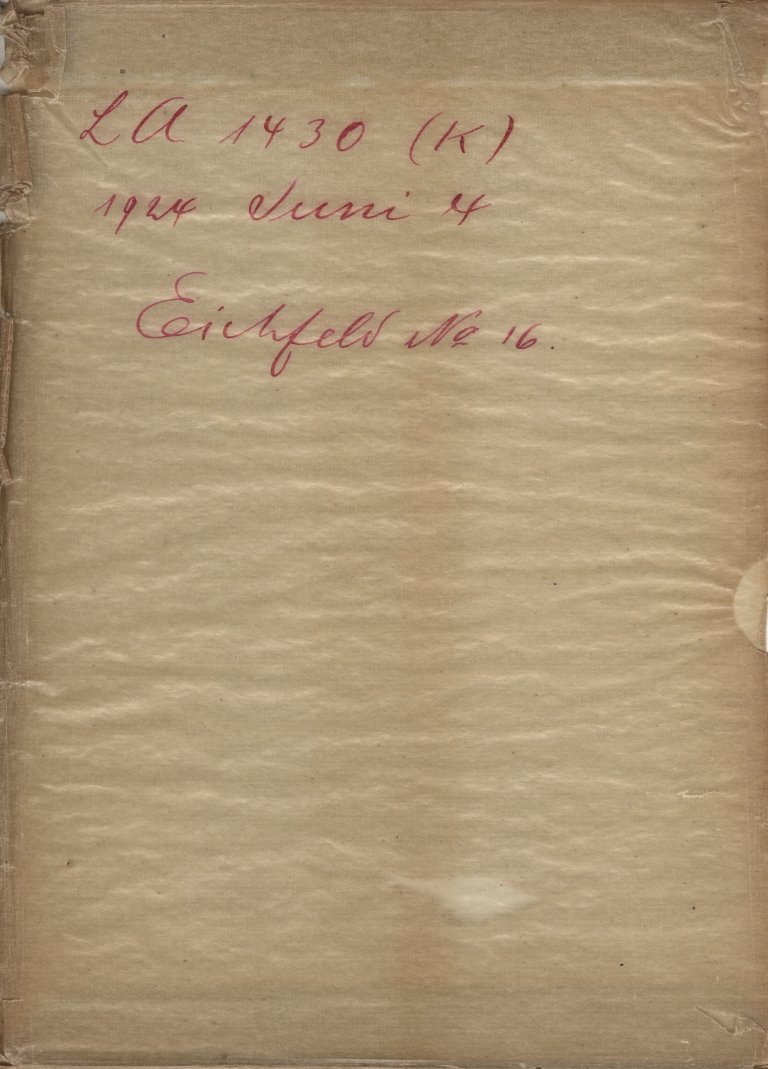 LA 1430 (K)
1924 Juni 4
Eichfeld No 16.